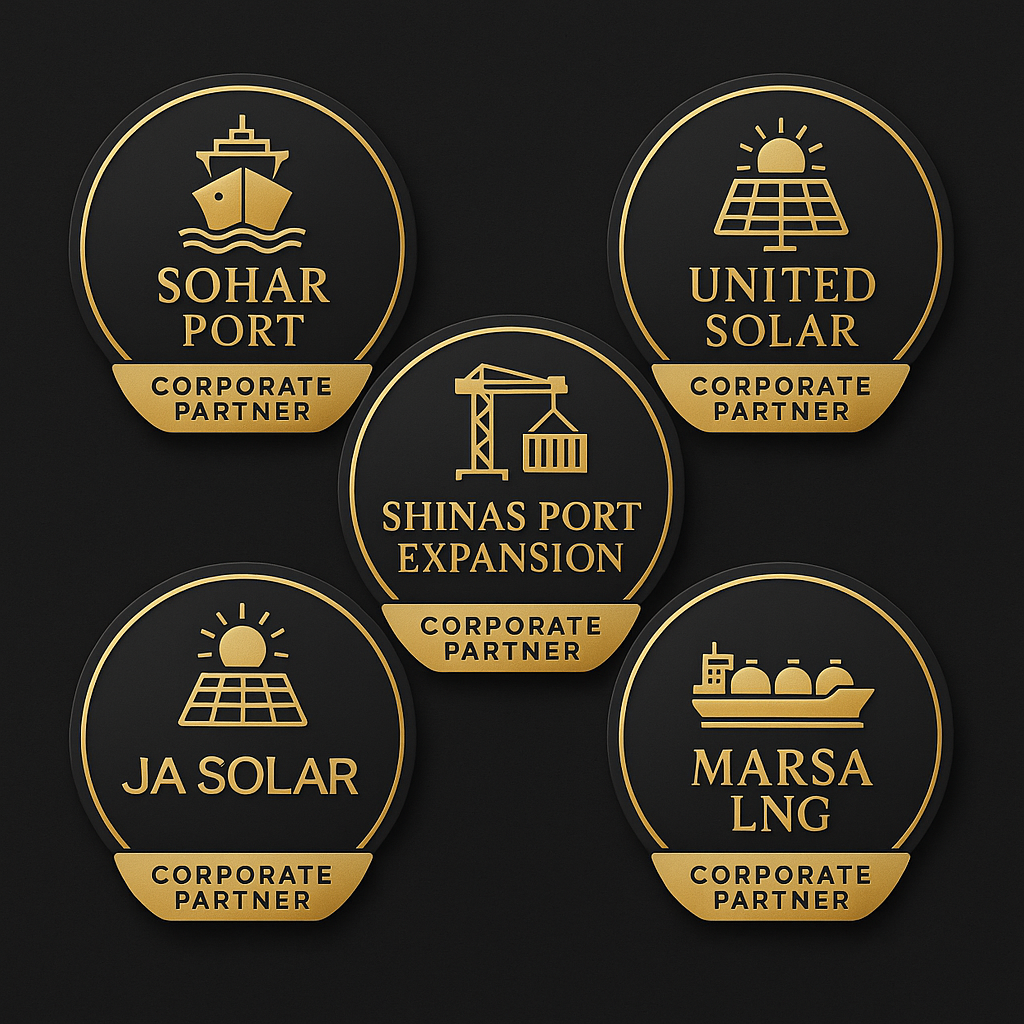 SOHAR
PORT
CORPORATE
PARTNER
UNITED
SOLAR
CORPORATE
PARTNER
SHINAS PORT
EXPANSION
CORPORATE
PARTNER
JA SOLAR
CORPORATE
PARTNER
MARSA
LNG
CORPORATE
PARTNER